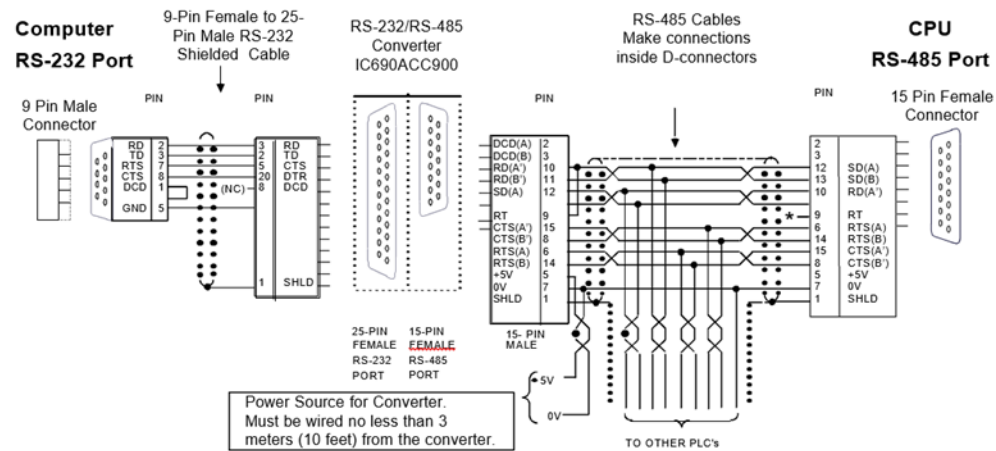 Computer
RS-232 Port
9-Pin Female to 25-
Pin Male RS-232
Shielded Cable
RS-232/RS-485
Converter
IC690ACC900
RS-485 Cables
Make connections
inside D-connectors
CPU
RS-485 Port
9 Pin Male
Connector
PIN
PIN
RD 2
TD 3
RTS 7
CTS 8
DCD 1
GND 5
3 RD
2 TD
5 CTS
20 DTR
(NC) 8 DCD
1 SHLD
25-PIN
FEMALE
RS-232
PORT
15-PIN
FEMALE
RS-485
PORT
PIN
DCD(A) 2
DCD(B) 3
RD(A') 10
RD(B') 11
SD(A) 12
RT 9
CTS(A') 15
CTS(B') 8
RTS(A) 6
RTS(B) 14
+5V 5
0V 7
SHLD 1
15- PIN
MALE
PIN
15 Pin Female
Connector
2
3
12 SD(A)
13 SD(B)
10 RD(A')
* 9 RT
6 RTS(A)
14 RTS(B)
15 CTS(A')
8 CTS(B')
5 +5V
7 0V
1 SHLD
5V
0V
Power Source for Converter.
Must be wired no less than 3
meters (10 feet) from the converter.
TO OTHER PLC's